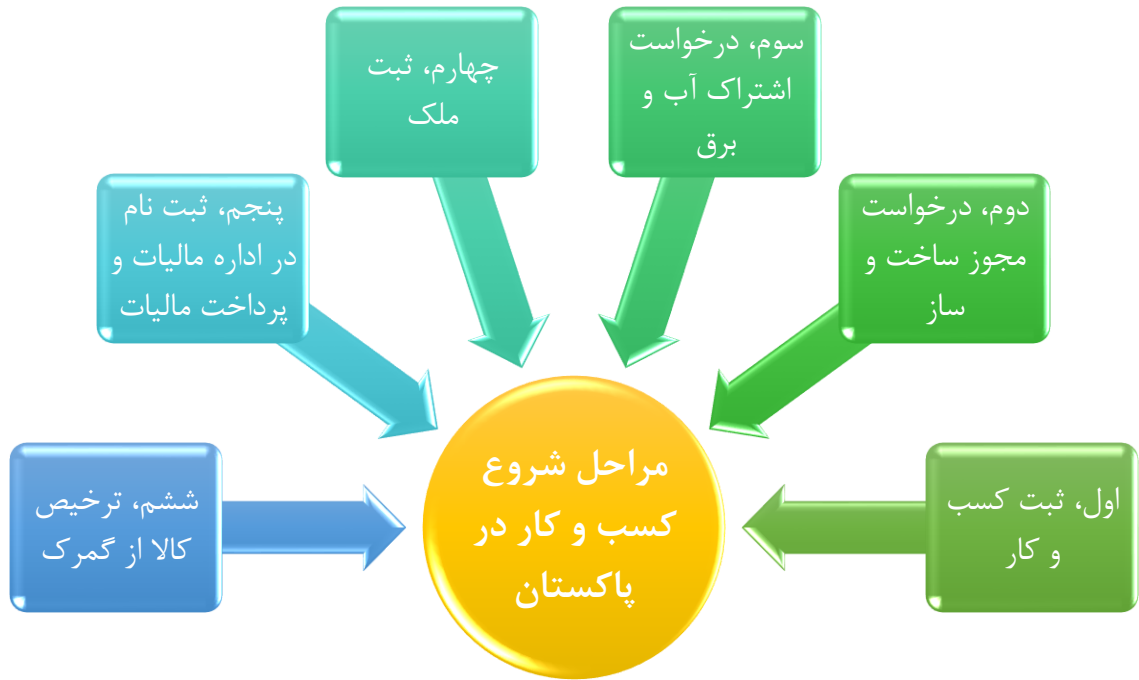 مراحل شروع
کسب و کار در
پاکستان
اول، ثبت کسب
و کار
دوم، درخواست
مجوز ساخت و
ساز
سوم، درخواست
اشتراک آب و
برق
چهارم، ثبت
ملک
پنجم، ثبت نام
در اداره مالیات و
پرداخت مالیات
ششم، ترخیص
کالا از گمرک